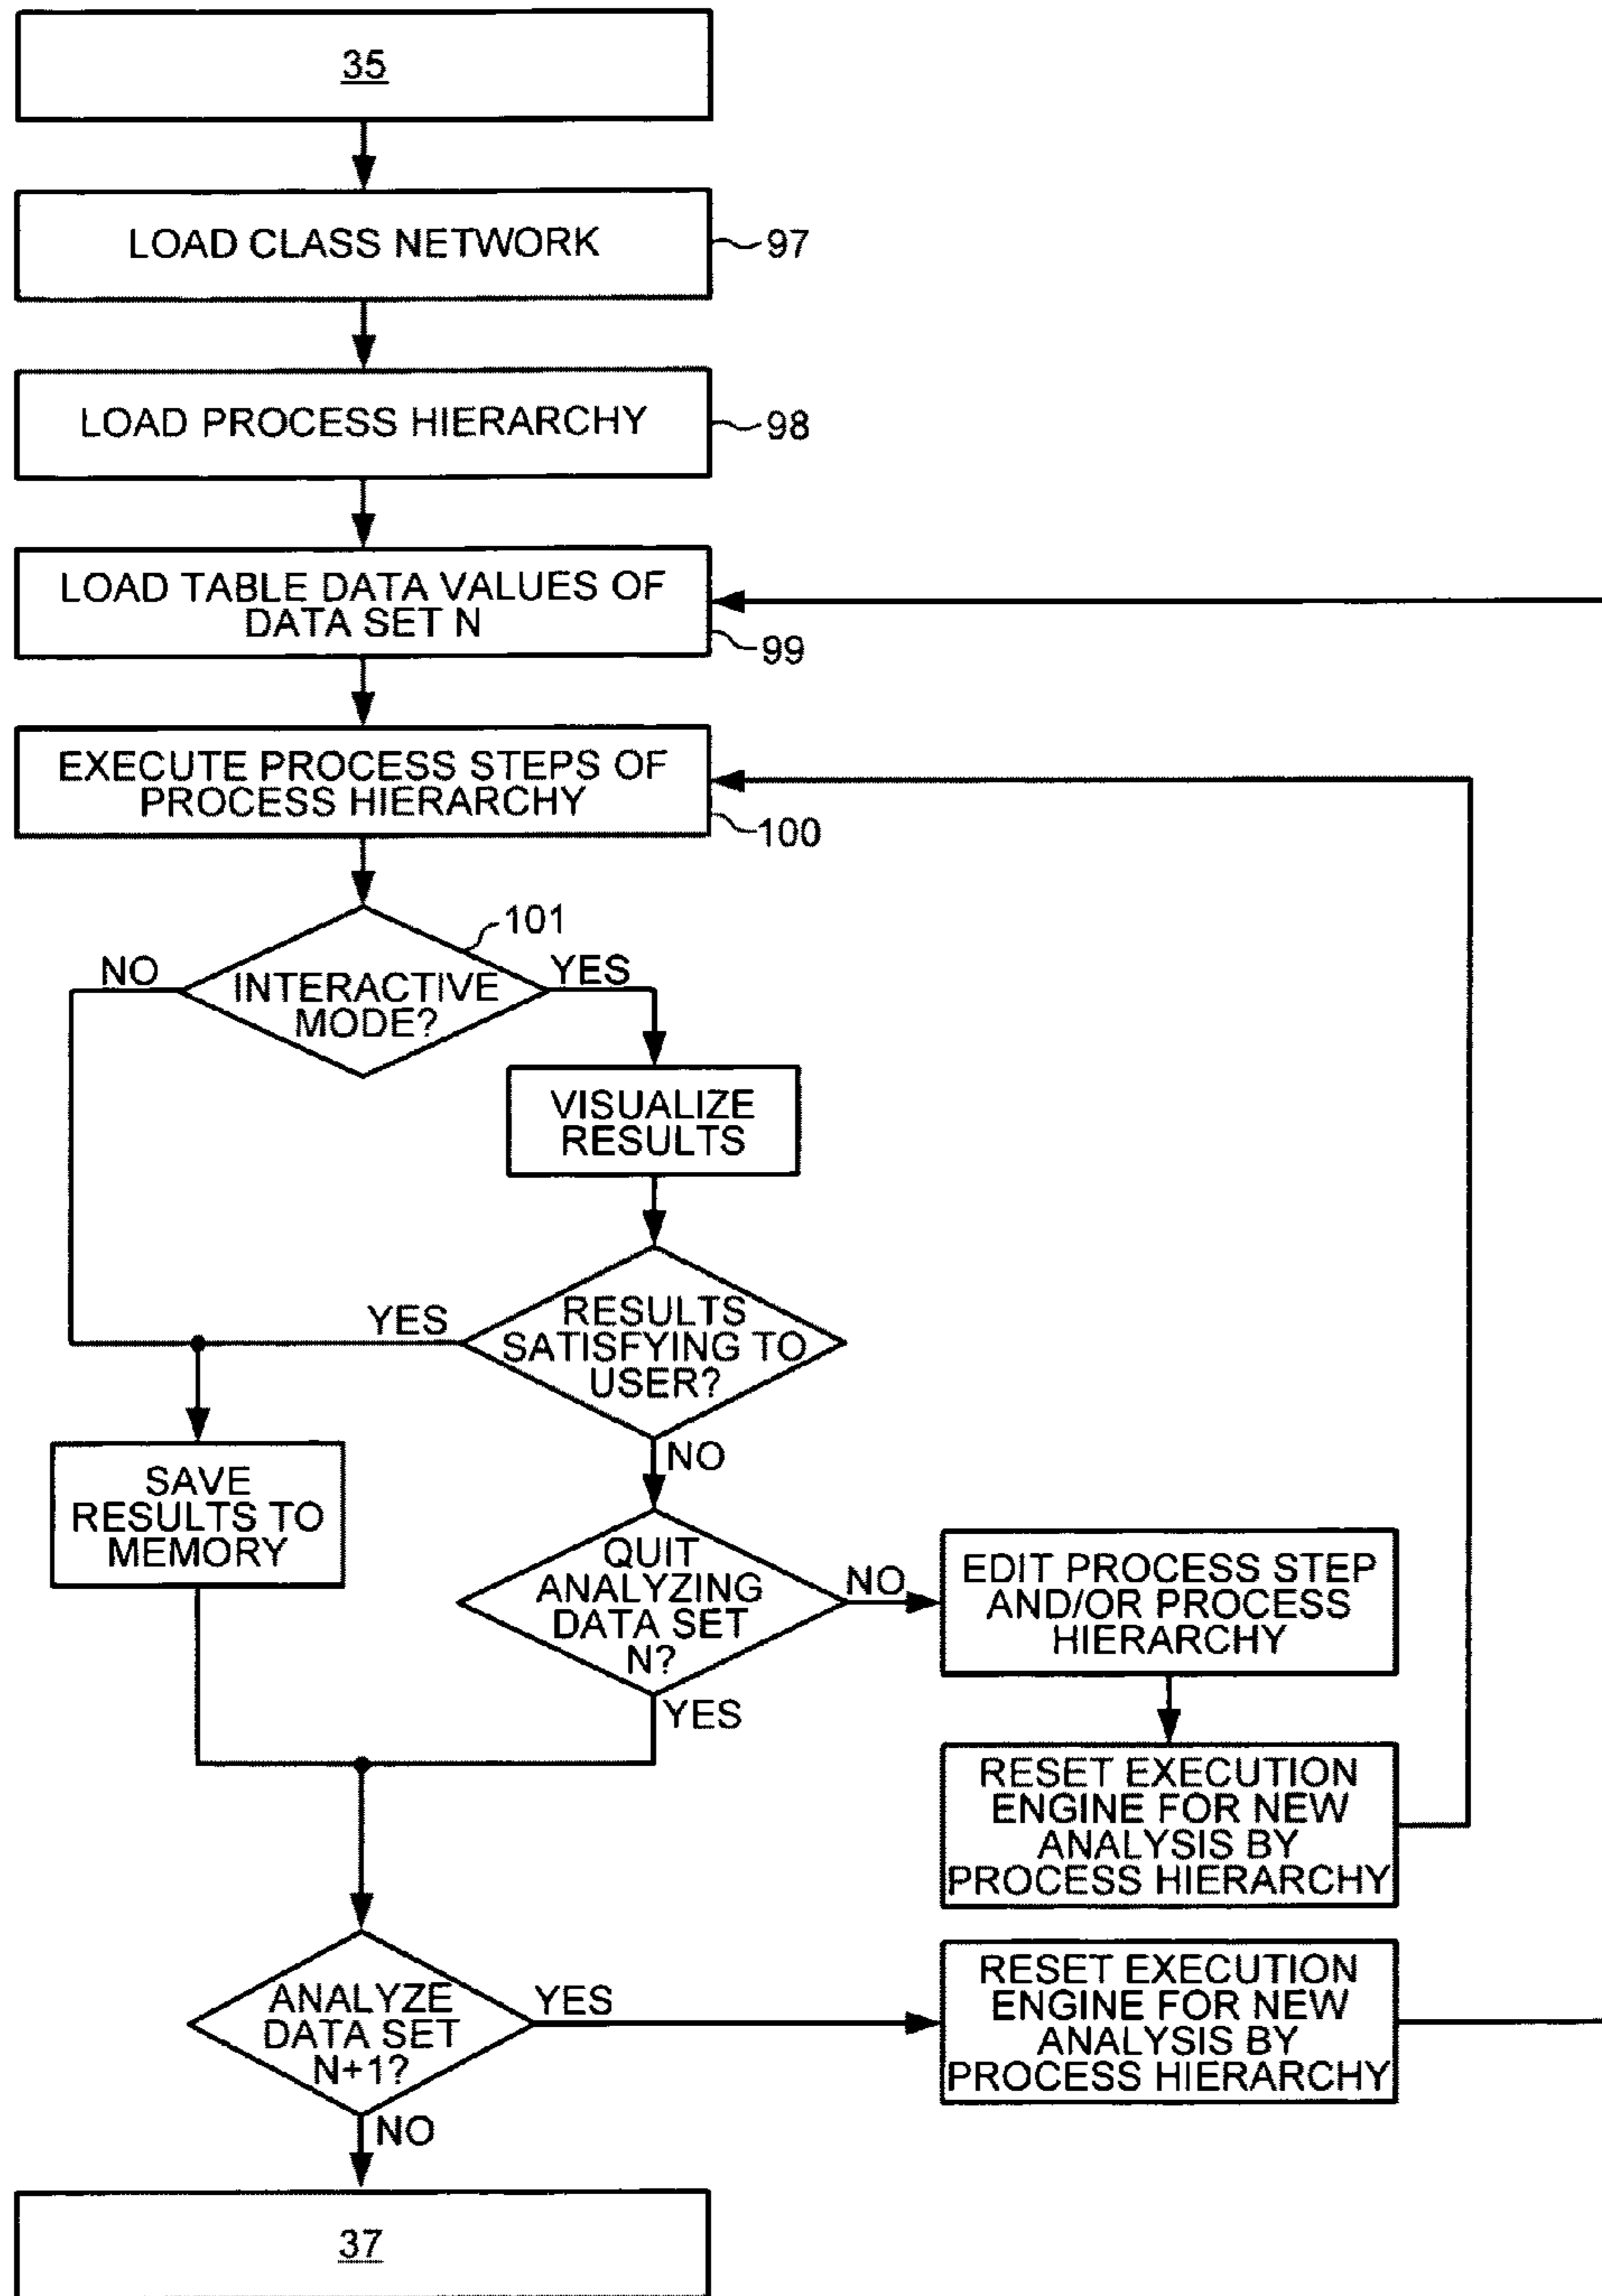 35
LOAD CLASS NETWORK
97
LOAD PROCESS HIERARCHY
98
LOAD TABLE DATA VALUES OF
DATA SET N
99
EXECUTE PROCESS STEPS OF
PROCESS HIERARCHY
100
101
NO
INTERACTIVE
MODE?
YES
VISUALIZE
RESULTS
YES
RESULTS
SATISFYING TO
USER?
NO
SAVE
RESULTS TO
MEMORY
QUIT
ANALYZING
DATA SET
N?
NO
YES
EDIT PROCESS STEP
AND/OR PROCESS
HIERARCHY
RESET EXECUTION
ENGINE FOR NEW
ANALYSIS BY
PROCESS HIERARCHY
ANALYZE
DATA SET
N+1?
YES
NO
RESET EXECUTION
ENGINE FOR NEW
ANALYSIS BY
PROCESS HIERARCHY
37